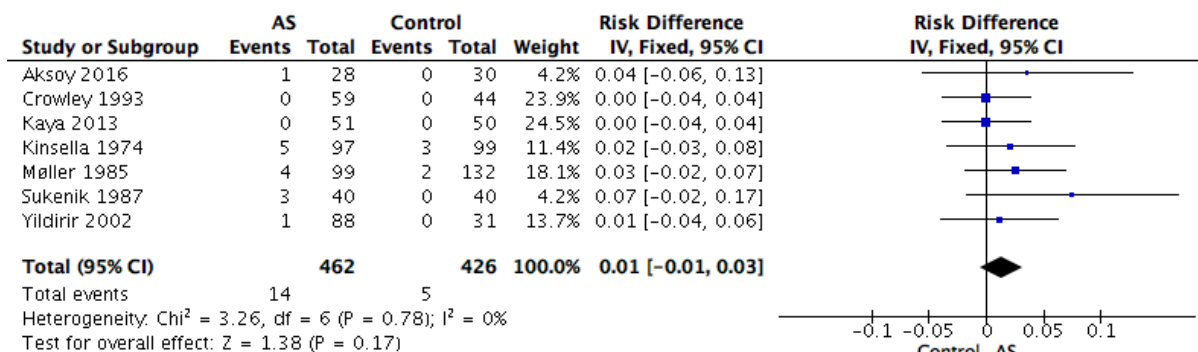 AS Control Risk Difference Risk Difference
Study or Subgroup Events Total Events Total Weight IV, Fixed, 95% CI IV, Fixed, 95% CI
Aksoy 2016 1 28 0 30 4.2% 0.04 [-0.06, 0.13]
Crowley 1993 0 59 0 44 23.9% 0.00 [-0.04, 0.04]
Kaya 2013 0 51 0 50 24.5% 0.00 [-0.04, 0.04]
Kinsella 1974 5 97 3 99 11.4% 0.02 [-0.03, 0.08]
Møller 1985 4 99 2 132 18.1% 0.03 [-0.02, 0.07]
Sukenik 1987 3 40 0 40 4.2% 0.07 [-0.02, 0.17]
Yildirir 2002 1 88 0 31 13.7% 0.01 [-0.04, 0.06]
Total (95% CI) 462 426 100.0% 0.01 [-0.01, 0.03]
Total events 14 5
Heterogeneity: Chi² = 3.26, df = 6 (P = 0.78); I² = 0%
Test for overall effect: Z = 1.38 (P = 0.17)
-0.1 -0.05 0 0.05 0.1
Control AS